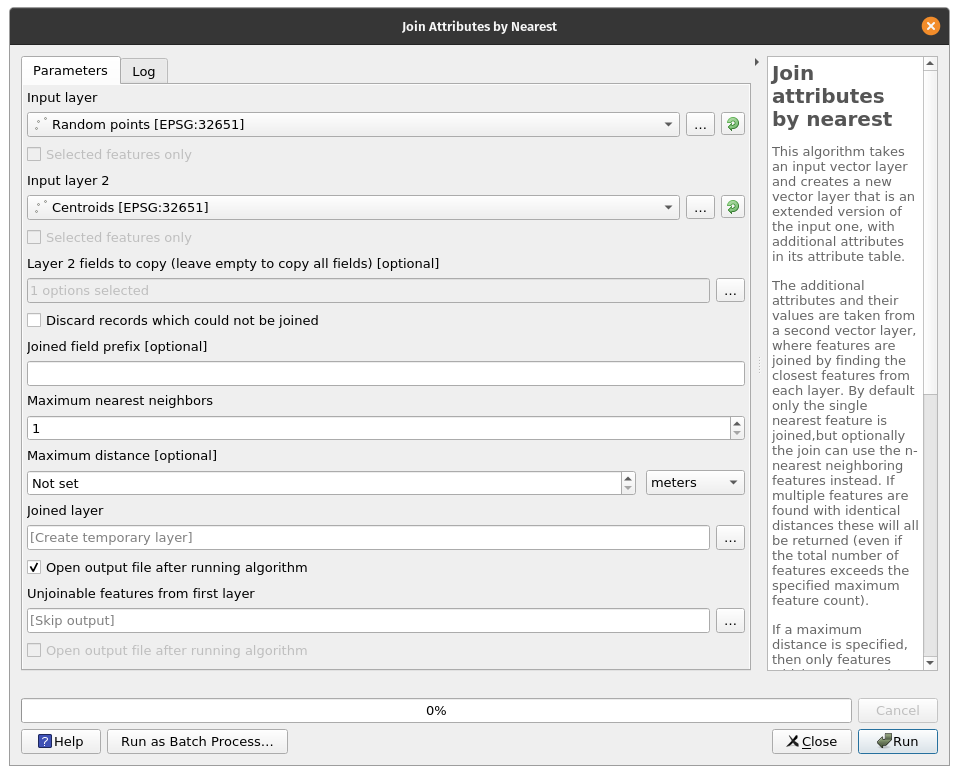 Join Attributes by Nearest
Parameters
Log
Input layer
Random points [EPSG:32651]
...
Selected features only
Input layer 2
Centroids [EPSG:32651]
...
Selected features only
Layer 2 fields to copy (leave empty to copy all fields) [optional]
1 options selected
...
Discard records which could not be joined
Joined field prefix [optional]
Maximum nearest neighbors
1
Maximum distance [optional]
Not set
meters
Joined layer
[Create temporary layer]
...
Open output file after running algorithm
Unjoinable features from first layer
[Skip output]
...
Open output file after running algorithm
Join
attributes
by nearest
This algorithm takes
an input vector layer
and creates a new
vector layer that is an
extended version of
the input one, with
additional attributes
in its attribute table.
The additional
attributes and their
values are taken from
a second vector layer,
where features are
joined by finding the
closest features from
each layer. By default
only the single
nearest feature is
joined,but optionally
the join can use the n-
nearest neighboring
features instead. If
multiple features are
found with identical
distances these will all
be returned (even if
the total number of
features exceeds the
specified maximum
feature count).
If a maximum
distance is specified,
then only features
0%
Cancel
Help
Run as Batch Process...
Close
Run